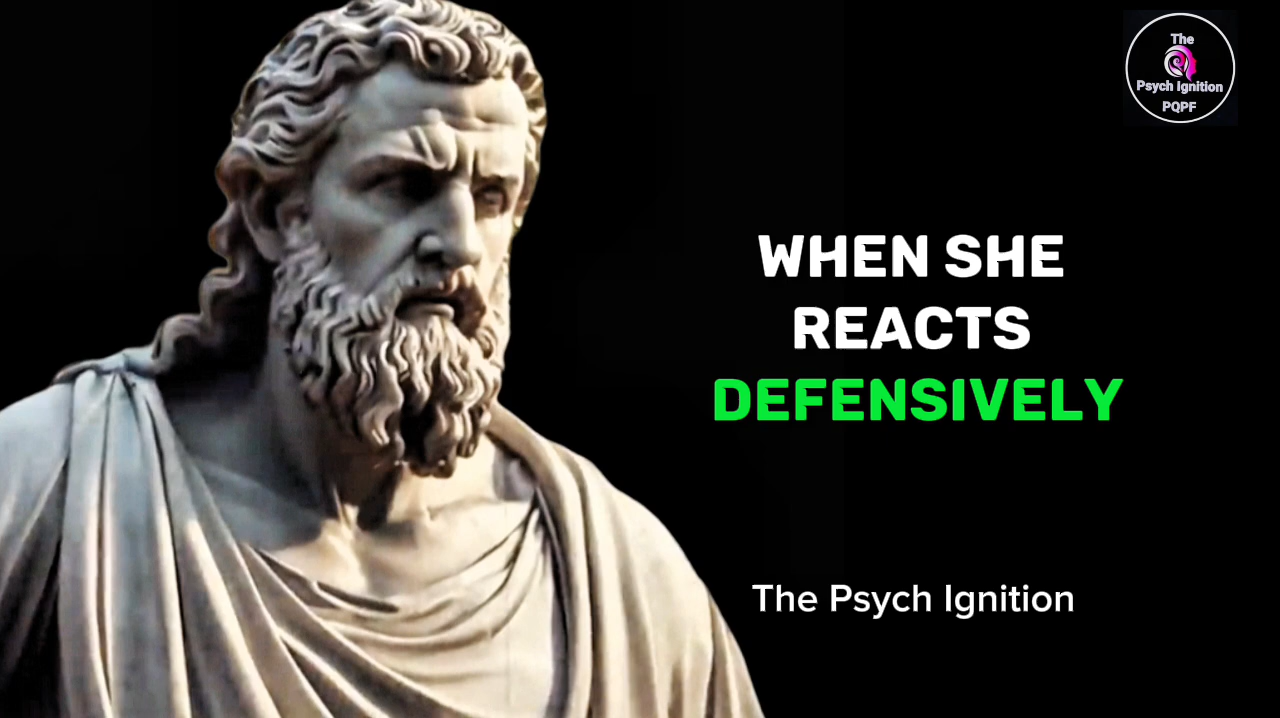 The
Psych Ignition
PQPF
WHEN SHE
REACTS
DEFENSIVELY
The Psych Ignition